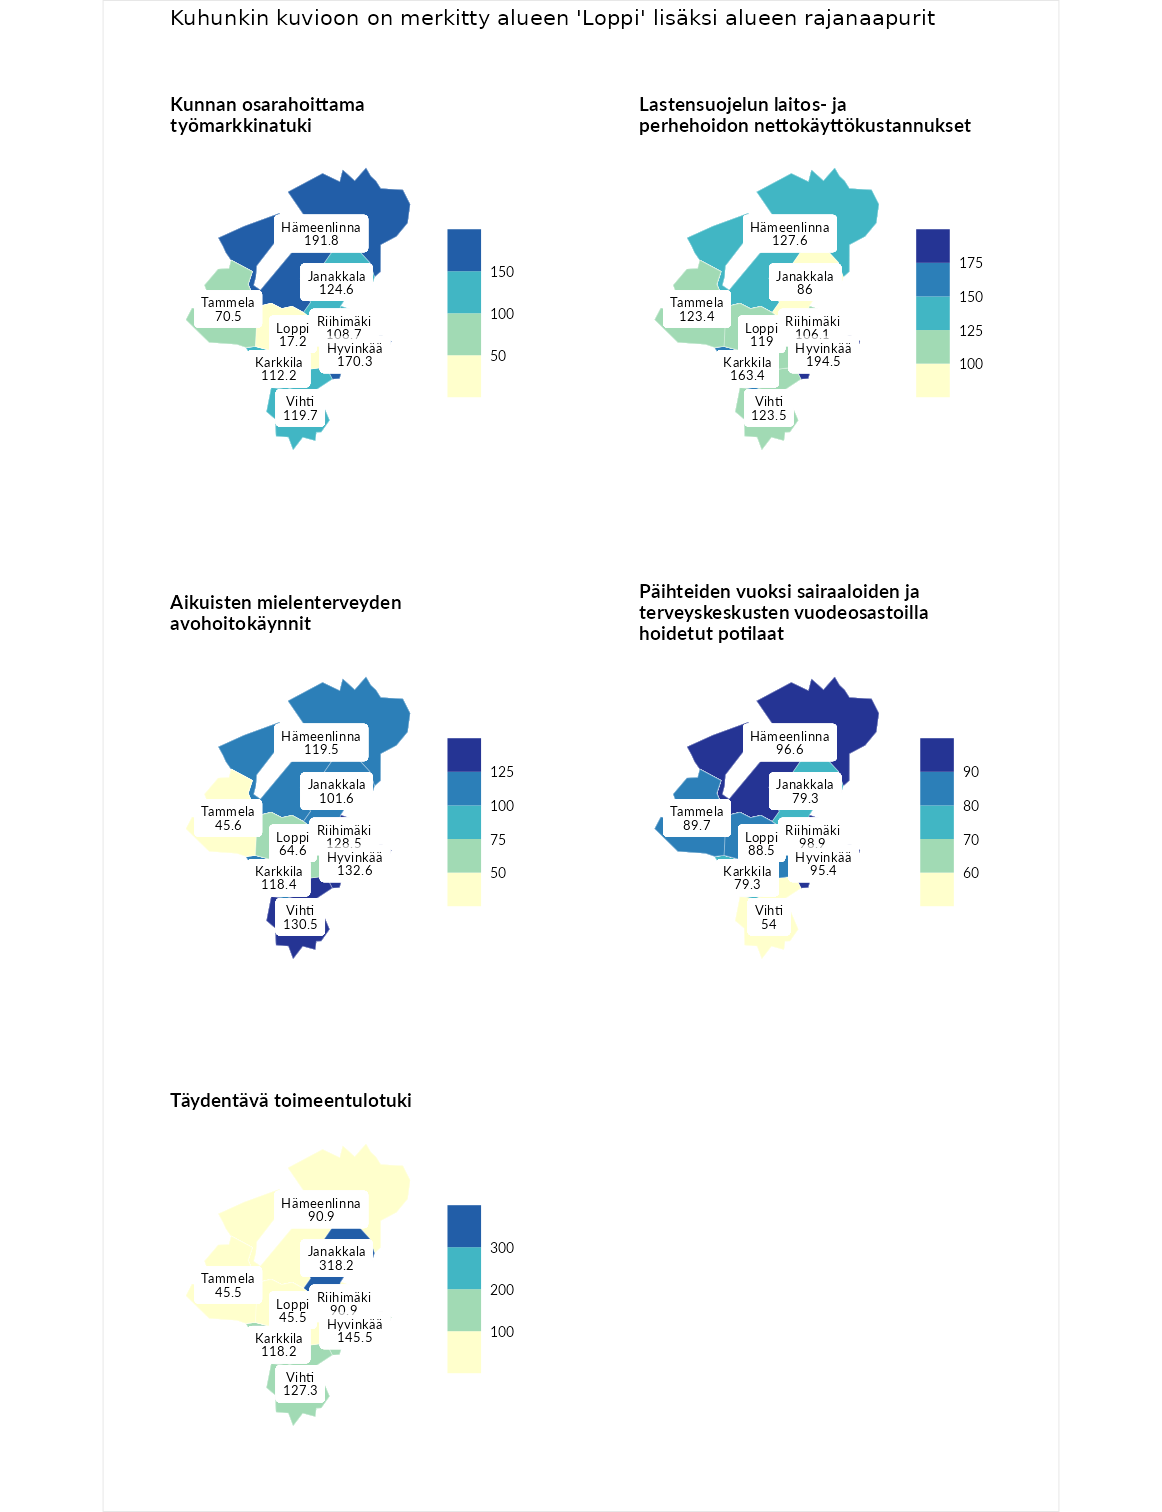 Kuhunkin kuvioon on merkitty alueen 'Loppi' lisäksi alueen rajanaapurit
Kunnan osarahoittama
työmarkkinatuki
Hämeenlinna
191.8
Janakkala
124.6
Tammela
70.5
Riihimäki
108.7
Loppi
17.2
Hyvinkää
170.3
Karkkila
112.2
Vihti
119.7
150
100
50
Lastensuojelun laitos- ja
perhehoidon nettokäyttökustannukset
Hämeenlinna
127.6
Janakkala
86
Tammela
123.4
Riihimäki
106.1
Loppi
119
Hyvinkää
194.5
Karkkila
163.4
Vihti
123.5
175
150
125
100
Aikuisten mielenterveyden
avohoitokäynnit
Hämeenlinna
119.5
Janakkala
101.6
Tammela
45.6
Riihimäki
128.5
Loppi
64.6
Hyvinkää
132.6
Karkkila
118.4
Vihti
130.5
125
100
75
50
Päihteiden vuoksi sairaaloiden ja
terveyskeskusten vuodeosastoilla
hoidetut potilaat
Hämeenlinna
96.6
Janakkala
79.3
Tammela
89.7
Riihimäki
98.9
Loppi
88.5
Hyvinkää
95.4
Karkkila
79.3
Vihti
54
90
80
70
60
Täydentävä toimeentulotuki
Hämeenlinna
90.9
Janakkala
318.2
Tammela
45.5
Riihimäki
90.9
Loppi
45.5
Hyvinkää
145.5
Karkkila
118.2
Vihti
127.3
300
200
100